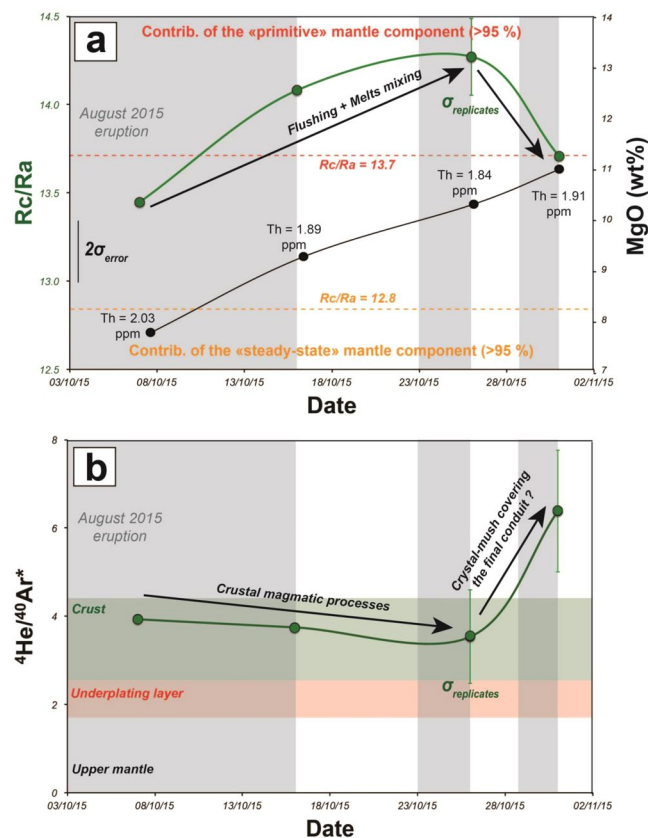 a
Contrib. of the «primitive» mantle component (>95 %)
August 2015
eruption
Flushing + Melts mixing
σreplicates
Rc/Ra = 13.7
Th = 1.84
ppm
Th = 1.91
ppm
Th = 1.89
ppm
2σerror
Rc/Ra = 12.8
Th = 2.03
ppm
Contrib. of the «steady-state» mantle component (>95 %)
Rc/Ra
14.5
14.0
13.5
13.0
12.5
MgO (wt%)
14
13
12
11
10
9
8
7
03/10/15 08/10/15 13/10/15 18/10/15 23/10/15 28/10/15 02/11/15
Date
b
August 2015
eruption
Crystal-mush covering
the final conduit ?
Crustal magmatic processes
Crust
σreplicates
Underplating layer
Upper mantle
⁴He/⁴⁰Ar*
8
6
4
2
0
03/10/15 08/10/15 13/10/15 18/10/15 23/10/15 28/10/15 02/11/15
Date